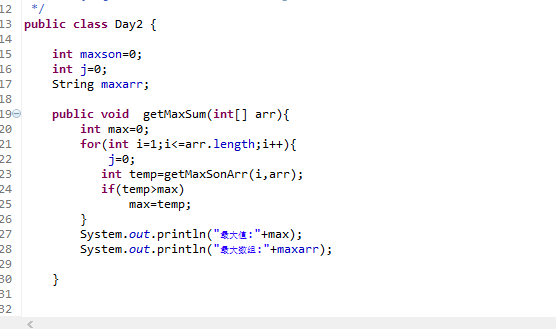 12 */
13 public class Day2 {
14
15 int maxson=0;
16 int j=0;
17 String maxarr;
18
19 public void  getMaxSum(int[] arr){
20 int max=0;
21 for(int i=1;i<=arr.length;i++){
22 j=0;
23 int temp=getMaxSonArr(i,arr);
24 if(temp>max)
25 max=temp;
26 }
27 System.out.println("最大值:"+max);
28 System.out.println("最大数组:"+maxarr);
29
30 }
31
32